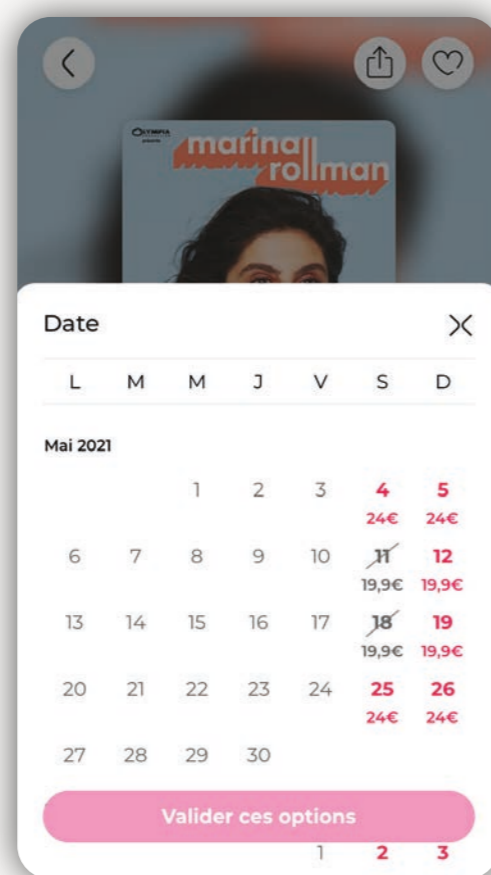 OLYMPIA
marina
rollman
Date
L M M J V S D
Mai 2021
1 2 3 4 5
24€ 24€
6 7 8 9 10 11 12
19,9€ 19,9€
13 14 15 16 17 18 19
19,9€ 19,9€
20 21 22 23 24 25 26
24€ 24€
27 28 29 30
Valider ces options
1 2 3